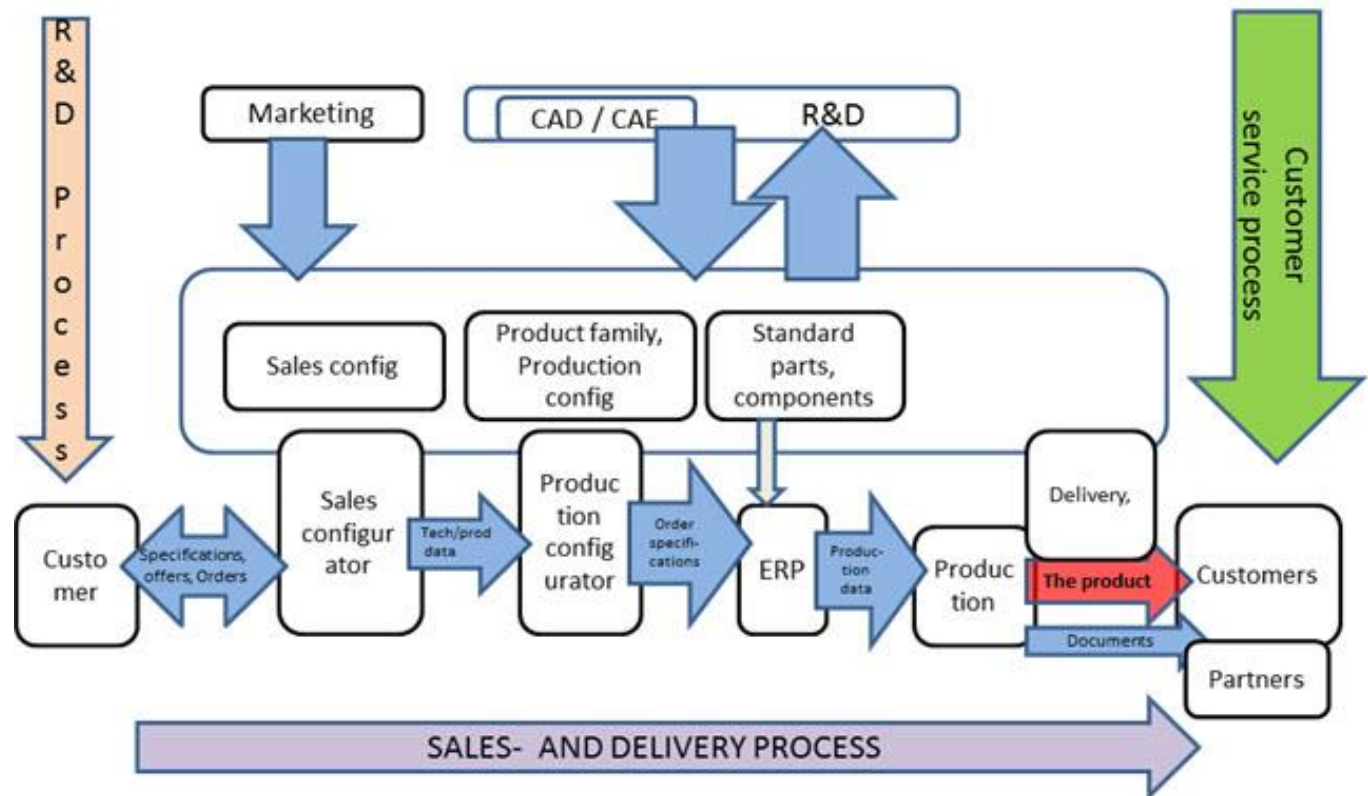 R
&
D
P
r
o
c
e
s
s
Marketing
CAD / CAE
R&D
Customer
service process
Sales config
Product family,
Production
config
Standard
parts,
components
Custo
mer
Specifications,
offers, Orders
Sales
configur
ator
Tech/prod
data
Produc
tion
config
urator
Order
specifi-
cations
ERP
Produc-
tion
data
Produc
tion
Delivery,
The product
Documents
Customers
Partners
SALES- AND DELIVERY PROCESS